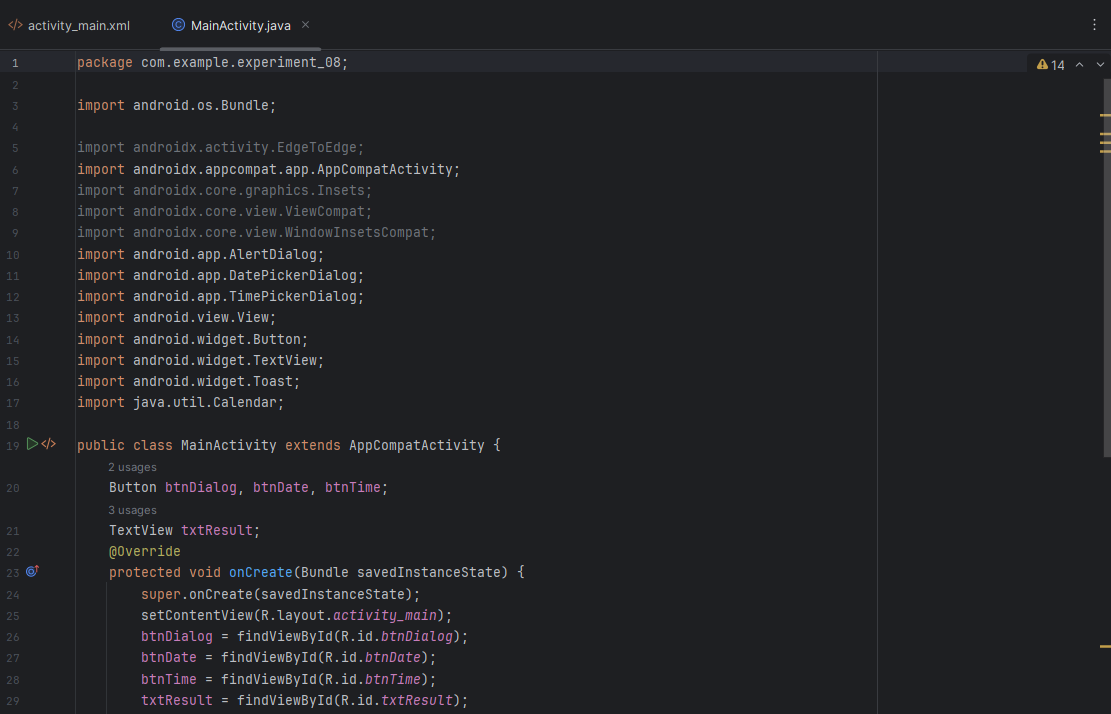 </> activity_main.xml
© MainActivity.java ×
14
1 package com.example.experiment_08;
2
3 import android.os.Bundle;
4
5 import androidx.activity.EdgeToEdge;
6 import androidx.appcompat.app.AppCompatActivity;
7 import androidx.core.graphics.Insets;
8 import androidx.core.view.ViewCompat;
9 import androidx.core.view.WindowInsetsCompat;
10 import android.app.AlertDialog;
11 import android.app.DatePickerDialog;
12 import android.app.TimePickerDialog;
13 import android.view.View;
14 import android.widget.Button;
15 import android.widget.TextView;
16 import android.widget.Toast;
17 import java.util.Calendar;
18
19 </> public class MainActivity extends AppCompatActivity {
2 usages
20 Button btnDialog, btnDate, btnTime;
3 usages
21 TextView txtResult;
22 @Override
23 protected void onCreate(Bundle savedInstanceState) {
24 super.onCreate(savedInstanceState);
25 setContentView(R.layout.activity_main);
26 btnDialog = findViewById(R.id.btnDialog);
27 btnDate = findViewById(R.id.btnDate);
28 btnTime = findViewById(R.id.btnTime);
29 txtResult = findViewById(R.id.txtResult);